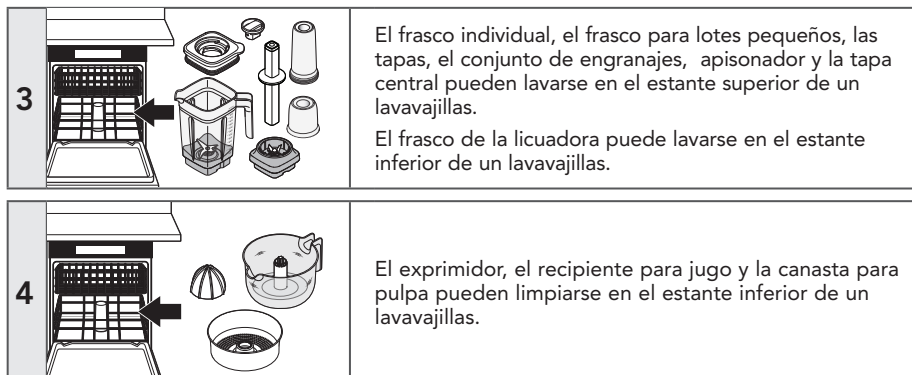 3
El frasco individual, el frasco para lotes pequeños, las
tapas, el conjunto de engranajes, apisonador y la tapa
central pueden lavarse en el estante superior de un
lavavajillas.
El frasco de la licuadora puede lavarse en el estante
inferior de un lavavajillas.
4
El exprimidor, el recipiente para jugo y la canasta para
pulpa pueden limpiarse en el estante inferior de un
lavavajillas.